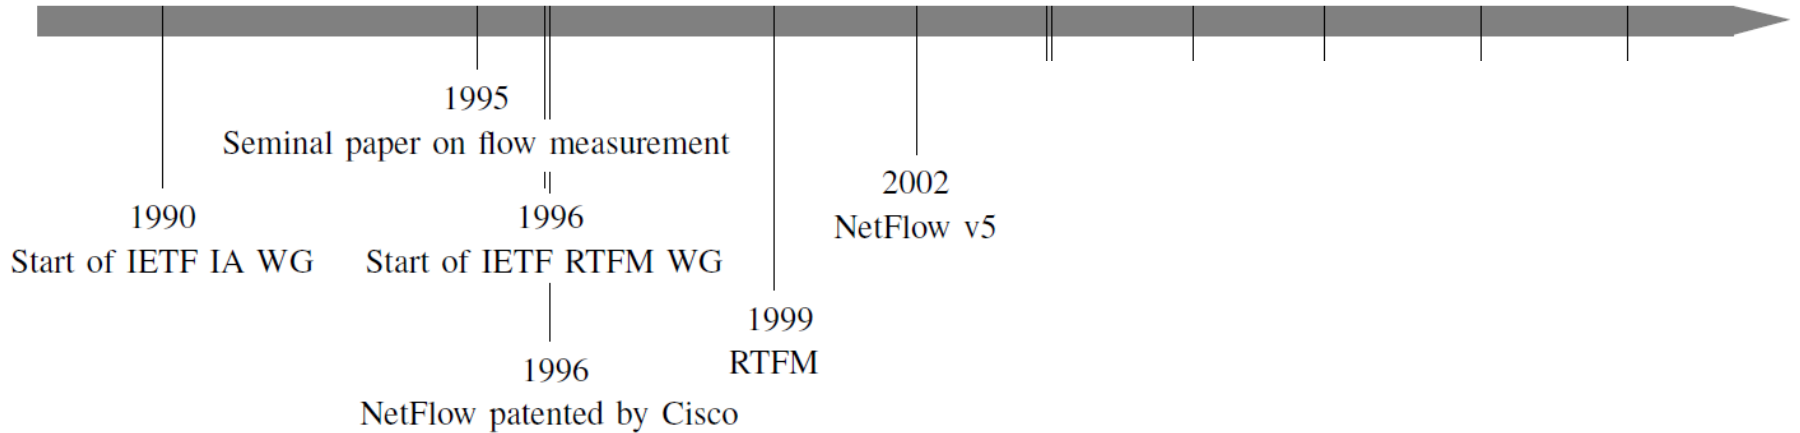 1995
Seminal paper on flow measurement
2002
NetFlow v5
1990
Start of IETF IA WG
1996
Start of IETF RTFM WG
1999
RTFM
1996
NetFlow patented by Cisco